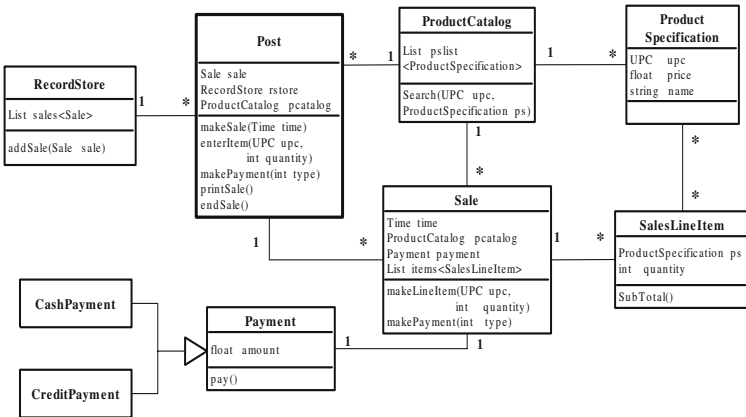 RecordStore
List sales<Sale>
addSale(Sale sale)
1
*
Post
Sale sale
RecordStore rstore
ProductCatalog pcatalog
makeSale(Time time)
enterItem(UPC upc,
int quantity)
makePayment(int type)
printSale()
endSale()
*
1
ProductCatalog
List pslist
<ProductSpecification>
Search(UPC upc,
ProductSpecification ps)
1
*
Product
Specification
UPC upc
float price
string name
1
*
*
*
1
*
Sale
Time time
ProductCatalog pcatalog
Payment payment
List items<SalesLineItem>
makeLineItem(UPC upc,
int quantity)
makePayment(int type)
1
*
SalesLineItem
ProductSpecification ps
int quantity
SubTotal()
CashPayment
CreditPayment
Payment
float amount
pay()
1
1